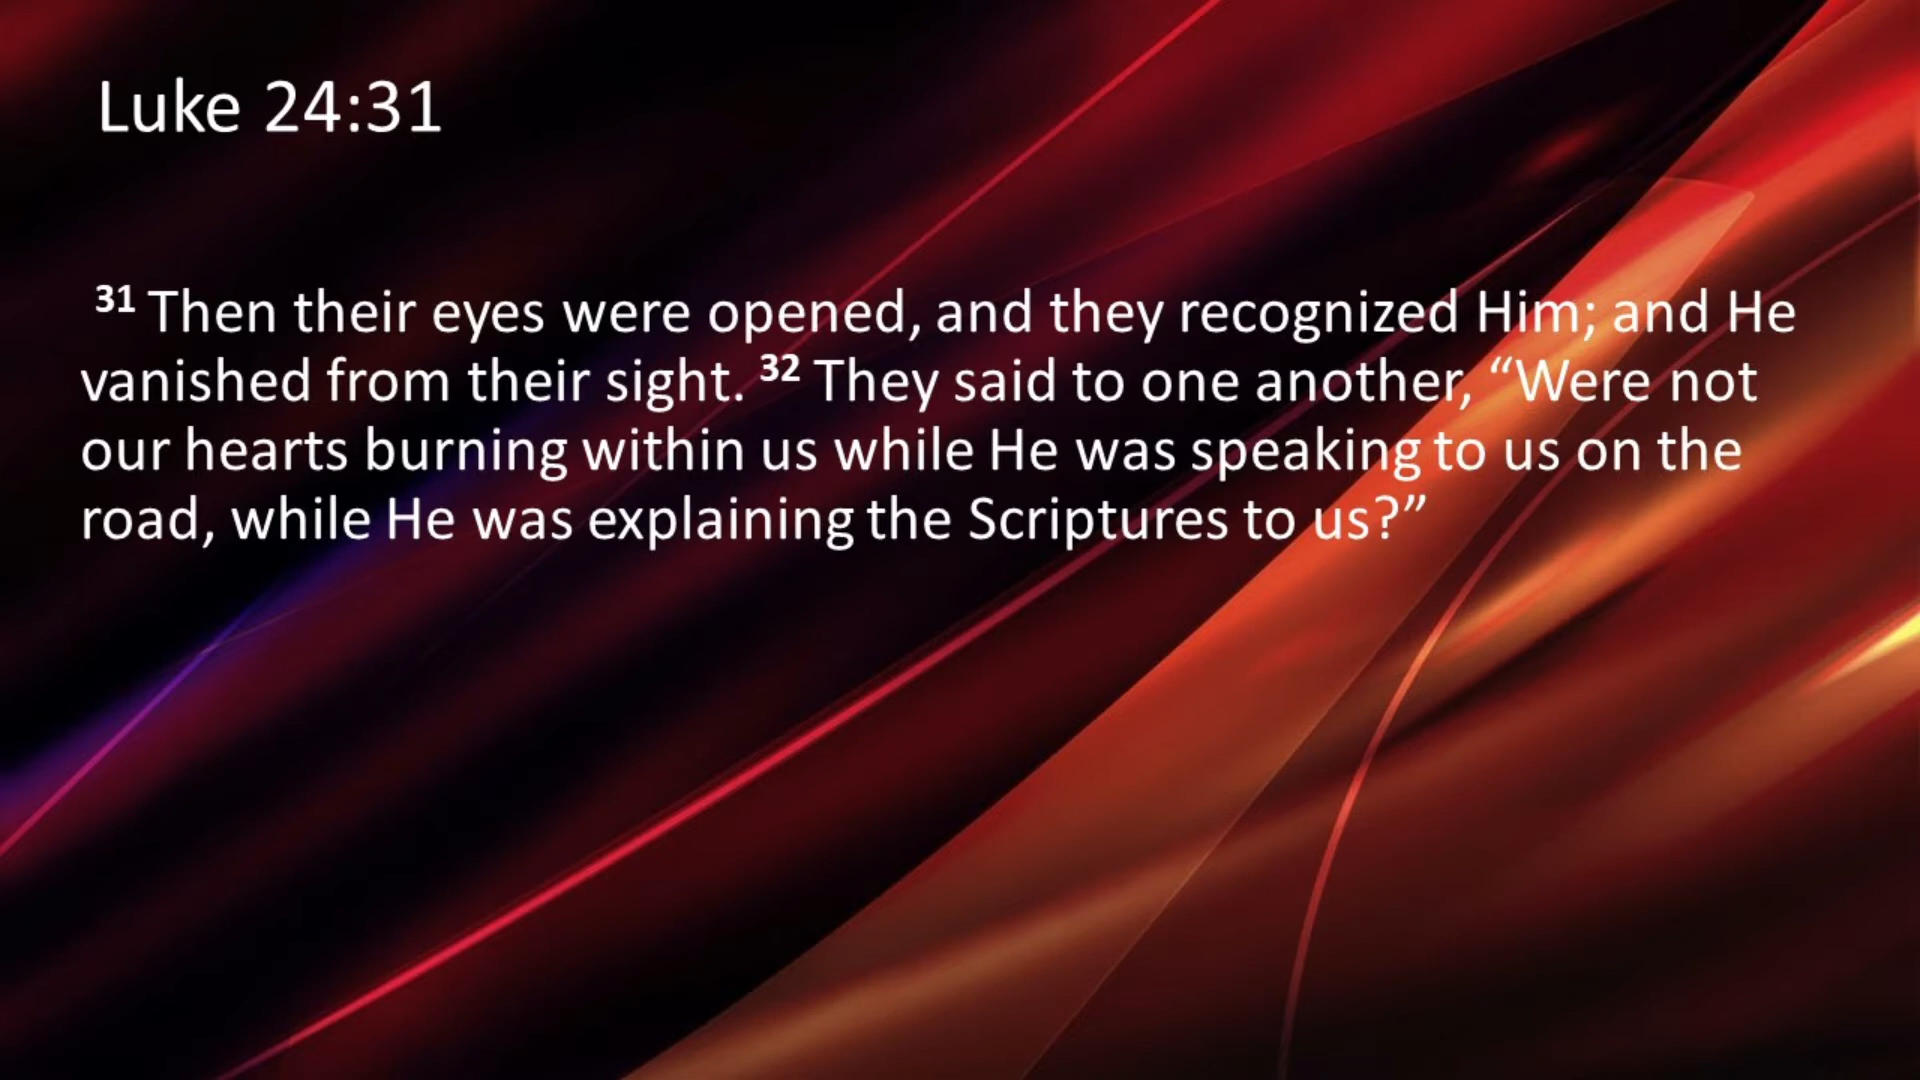 Luke 24:31
31 Then their eyes were opened, and they recognized Him; and He
vanished from their sight. 32 They said to one another, “Were not
our hearts burning within us while He was speaking to us on the
road, while He was explaining the Scriptures to us?”